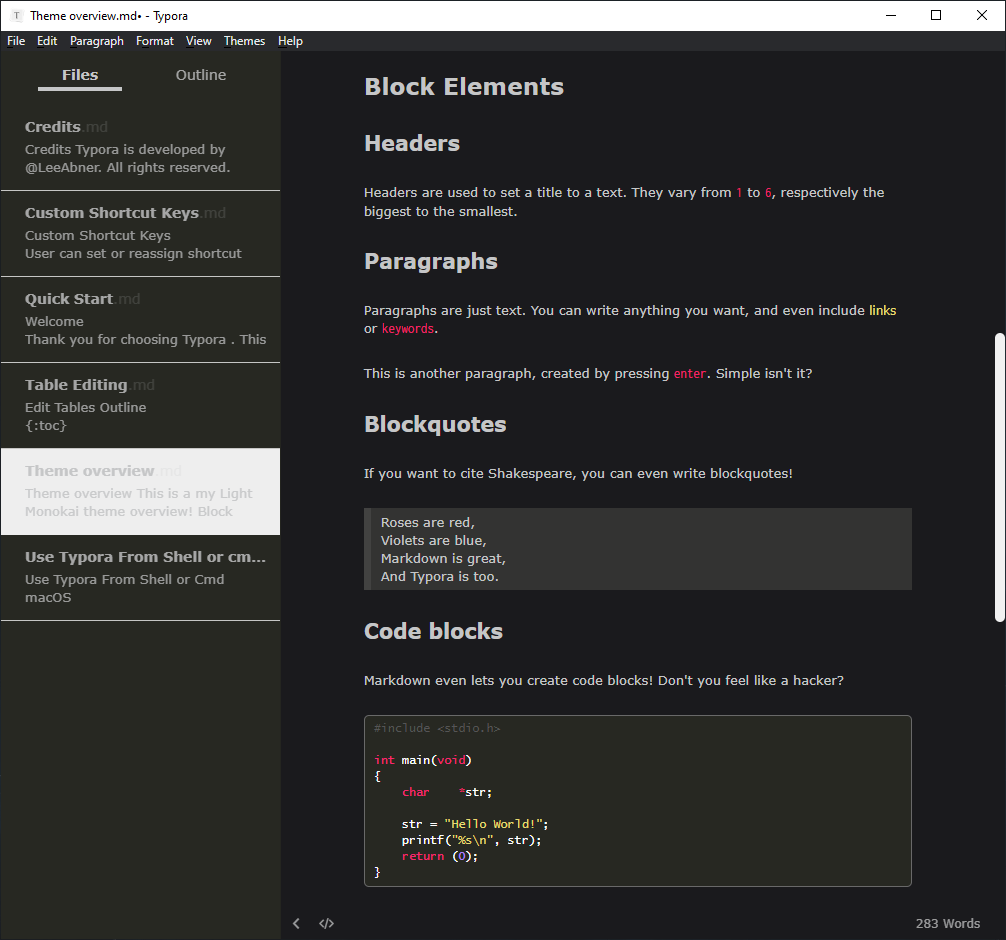 Theme overview.md• - Typora
File Edit Paragraph Format View Themes Help
Files Outline
Credits.md
Credits Typora is developed by
@LeeAbner. All rights reserved.
Custom Shortcut Keys.md
Custom Shortcut Keys
User can set or reassign shortcut
Quick Start.md
Welcome
Thank you for choosing Typora . This
Table Editing.md
Edit Tables Outline
{:toc}
Theme overview.md
Theme overview This is a my Light
Monokai theme overview! Block
Use Typora From Shell or cm...
Use Typora From Shell or Cmd
macOS
Block Elements
Headers
Headers are used to set a title to a text. They vary from 1 to 6, respectively the
biggest to the smallest.
Paragraphs
Paragraphs are just text. You can write anything you want, and even include links
or keywords.
This is another paragraph, created by pressing enter. Simple isn't it?
Blockquotes
If you want to cite Shakespeare, you can even write blockquotes!
Roses are red,
Violets are blue,
Markdown is great,
And Typora is too.
Code blocks
Markdown even lets you create code blocks! Don't you feel like a hacker?
#include <stdio.h>
int main(void)
{
    char    *str;
    str = "Hello World!";
    printf("%s\n", str);
    return (0);
}
283 Words